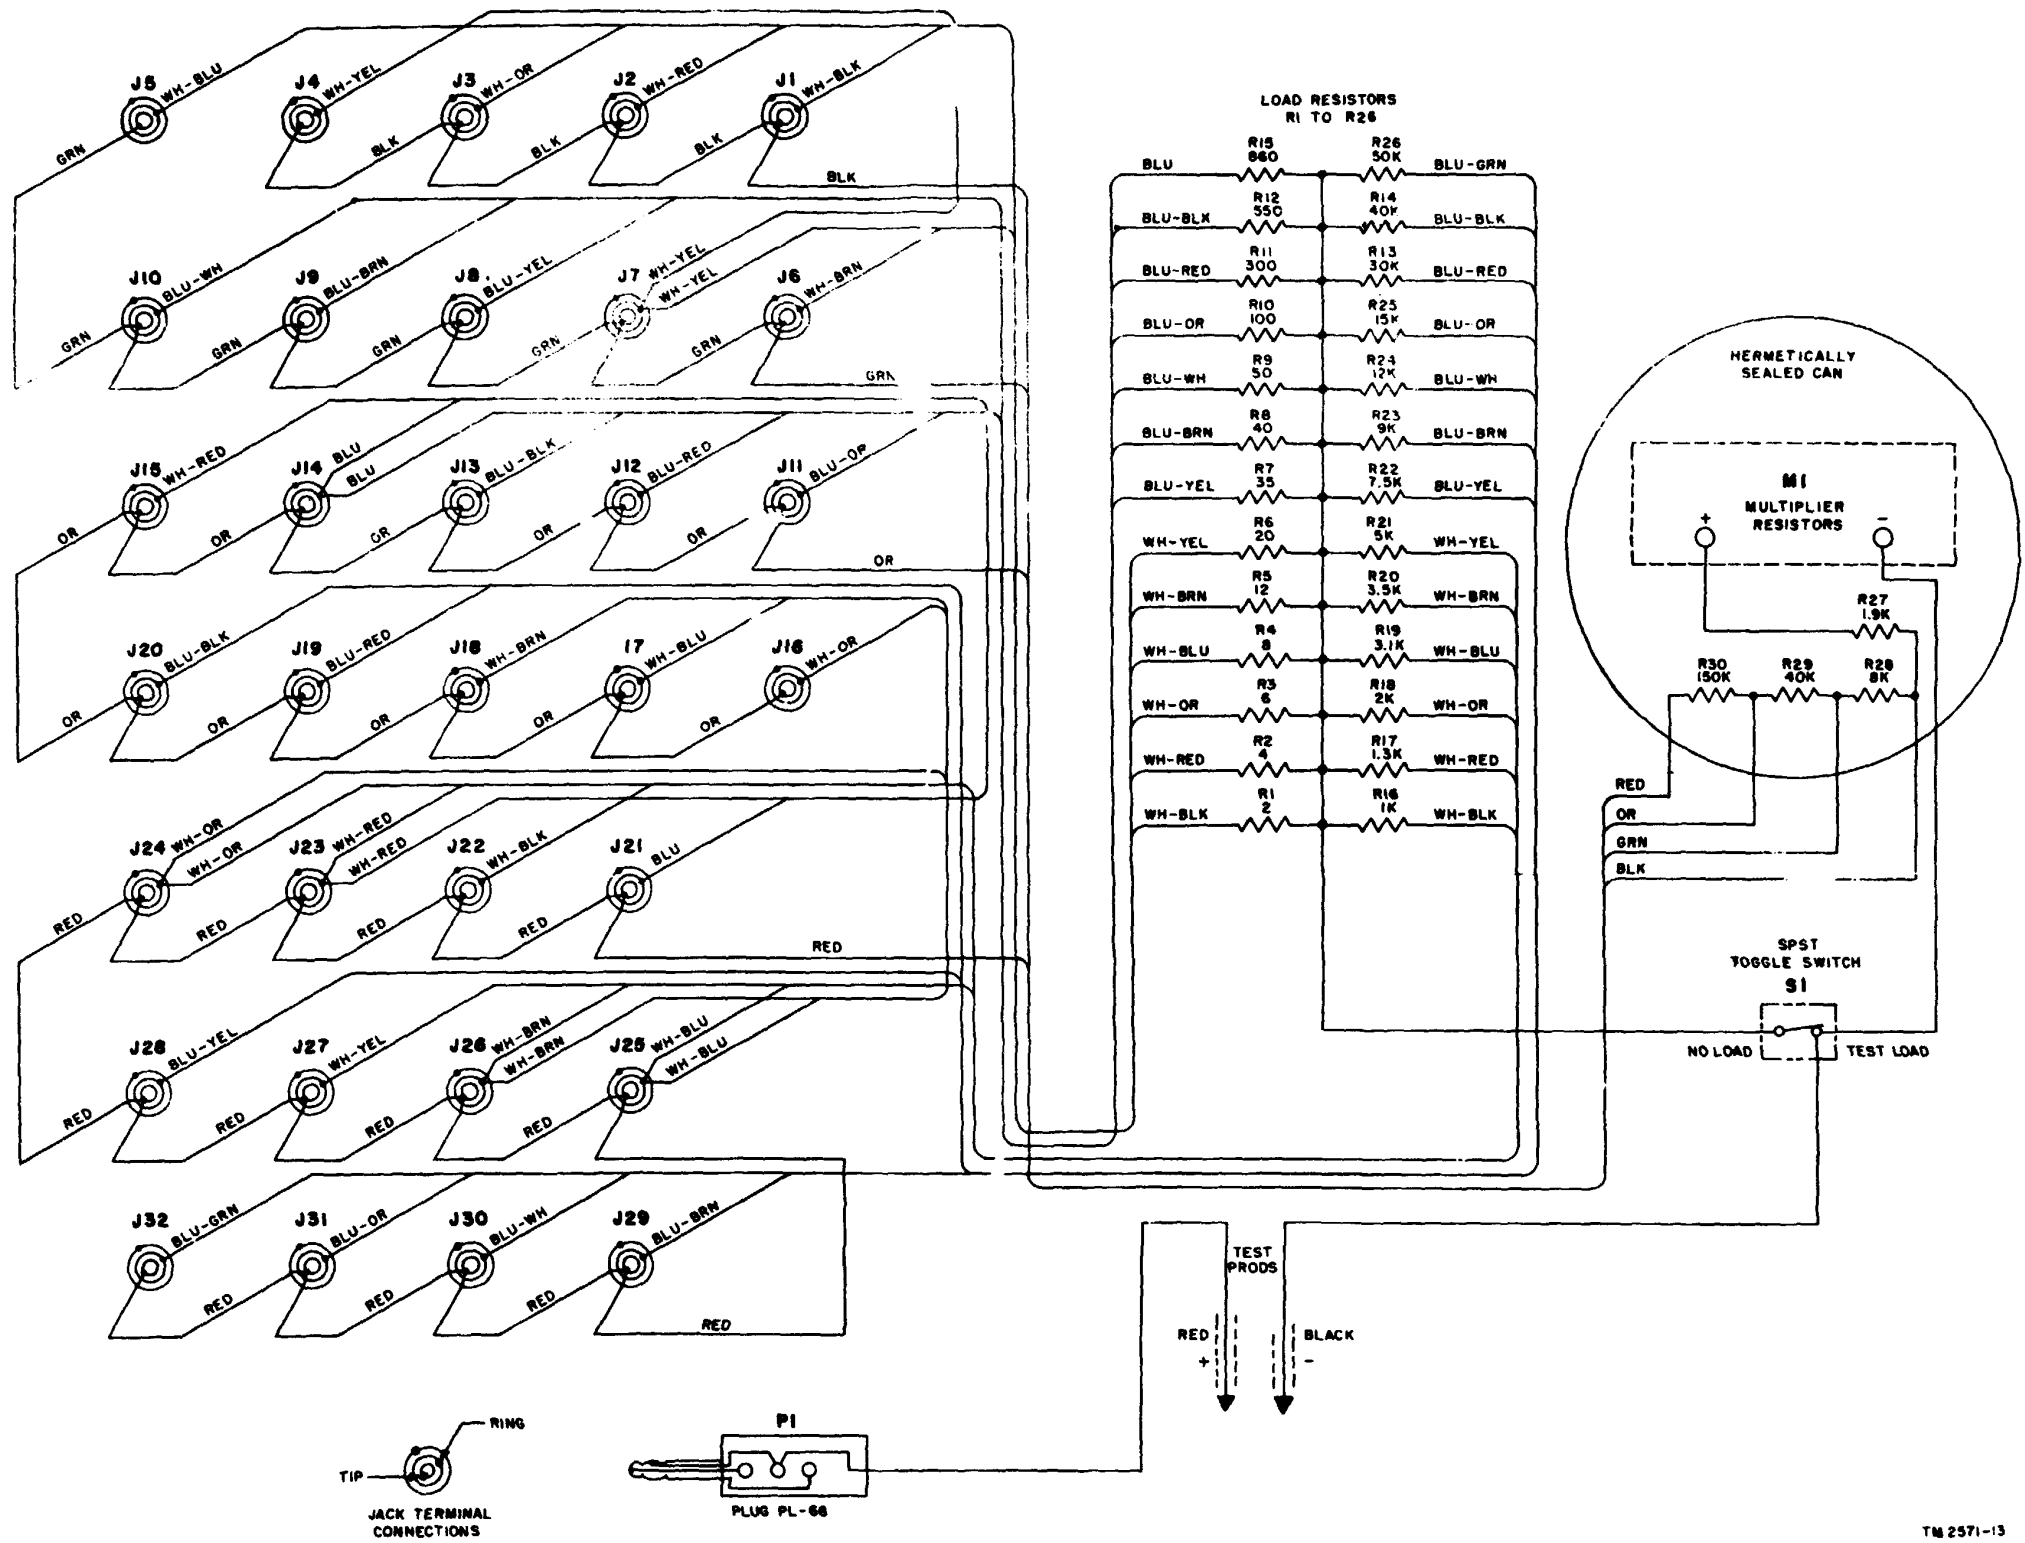 J5
WH-BLU
J4
WH-YEL
J3
WH-OR
J2
WH-RED
J1
WH-BLK
GRN
BLK
BLK
BLK
BLK
J10
BLU-WH
J9
BLU-BRN
J8
BLU-YEL
J7
WH-YEL
WH-YEL
J6
WH-BRN
GRN
GRN
GRN
GRN
GRN
GRN
J15
WH-RED
J14
BLU
BLU
J13
BLU-BLK
J12
BLU-RED
J11
BLU-OR
OR
OR
OR
OR
OR
OR
J20
BLU-BLK
J19
BLU-RED
J18
WH-BRN
17
WH-BLU
J16
WH-OR
OR
OR
OR
OR
OR
J24
WH-OR
WH-OR
J23
WH-RED
WH-RED
J22
WH-BLK
J21
BLU
RED
RED
RED
RED
RED
J28
BLU-YEL
J27
WH-YEL
J26
WH-BRN
WH-BRN
J25
WH-BLU
WH-BLU
RED
RED
RED
RED
J32
BLU-GRN
J31
BLU-OR
J30
BLU-WH
J29
BLU-BRN
RED
RED
RED
RED
LOAD RESISTORS
R1 TO R26
BLU
R15
860
R26
50K
BLU-GRN
BLU-BLK
R12
550
R14
40K
BLU-BLK
BLU-RED
R11
300
R13
30K
BLU-RED
BLU-OR
R10
100
R25
15K
BLU-OR
BLU-WH
R9
50
R24
12K
BLU-WH
BLU-BRN
R8
40
R23
9K
BLU-BRN
BLU-YEL
R7
35
R22
7.5K
BLU-YEL
WH-YEL
R6
20
R21
5K
WH-YEL
WH-BRN
R5
12
R20
3.5K
WH-BRN
WH-BLU
R4
8
R19
3.1K
WH-BLU
WH-OR
R3
6
R18
2K
WH-OR
WH-RED
R2
4
R17
1.3K
WH-RED
WH-BLK
R1
2
R16
1K
WH-BLK
HERMETICALLY
SEALED CAN
M1
MULTIPLIER
RESISTORS
+
-
R27
1.9K
R30
150K
R29
40K
R28
8K
RED
OR
GRN
BLK
SPST
TOGGLE SWITCH
S1
NO LOAD
TEST LOAD
TEST
PRODS
RED
+
BLACK
-
RING
TIP
JACK TERMINAL
CONNECTIONS
P1
PLUG PL-68
TM 2571-13